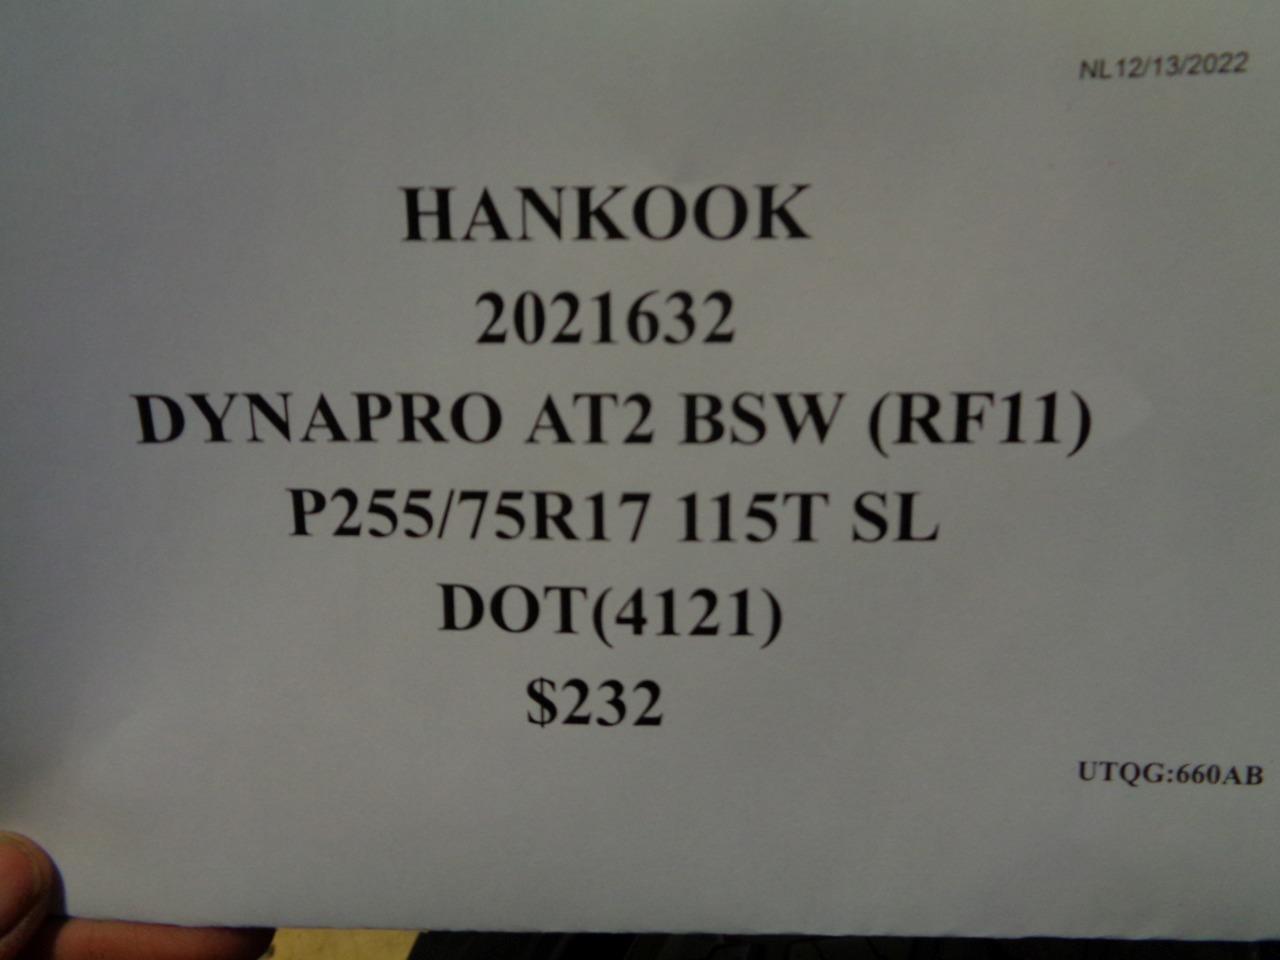 NL12/13/2022
HANKOOK
2021632
DYNAPRO AT2 BSW (RF11)
P255/75R17 115T SL
DOT(4121)
$232
UTQG:660AB